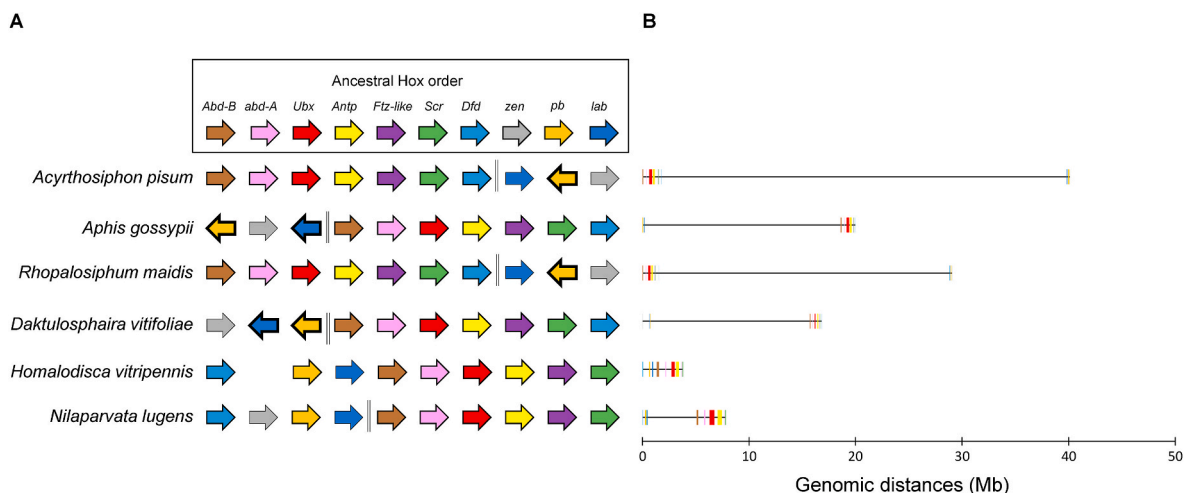 A
B
Ancestral Hox order
Abd-B abd-A Ubx Antp Ftz-like Scr Dfd zen pb lab
Acyrthosiphon pisum
Aphis gossypii
Rhopalosiphum maidis
Daktulosphaira vitifoliae
Homalodisca vitripennis
Nilaparvata lugens
0 10 20 30 40 50
Genomic distances (Mb)